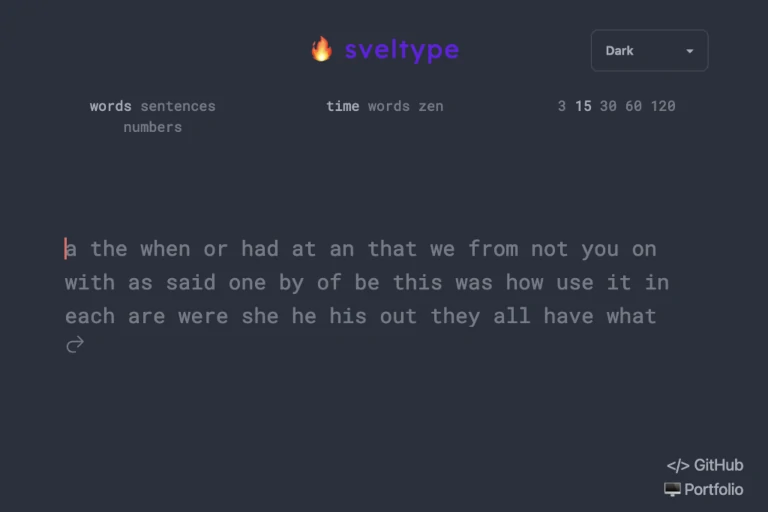 sveltype
Dark
words sentences
numbers
time words zen
3 15 30 60 120
a the when or had at an that we from not you on
with as said one by of be this was how use it in
each are were she he his out they all have what
</> GitHub
Portfolio